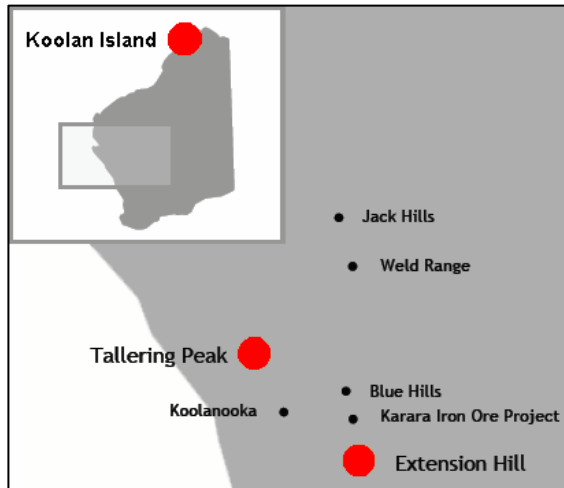 Koolan Island
Jack Hills
Weld Range
Tallering Peak
Blue Hills
Koolanooka
Karara Iron Ore Project
Extension Hill